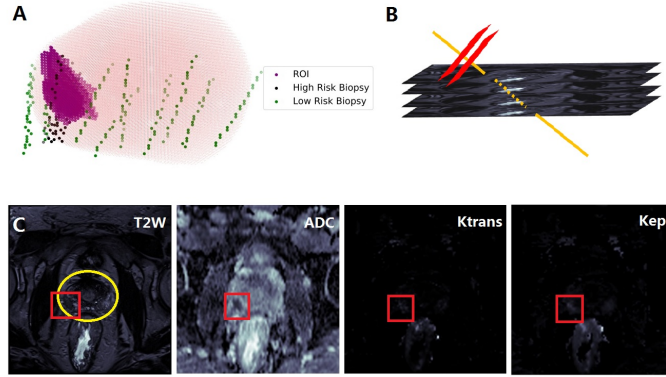 A
B
ROI
High Risk Biopsy
Low Risk Biopsy
C
T2W
ADC
Ktrans
Kep